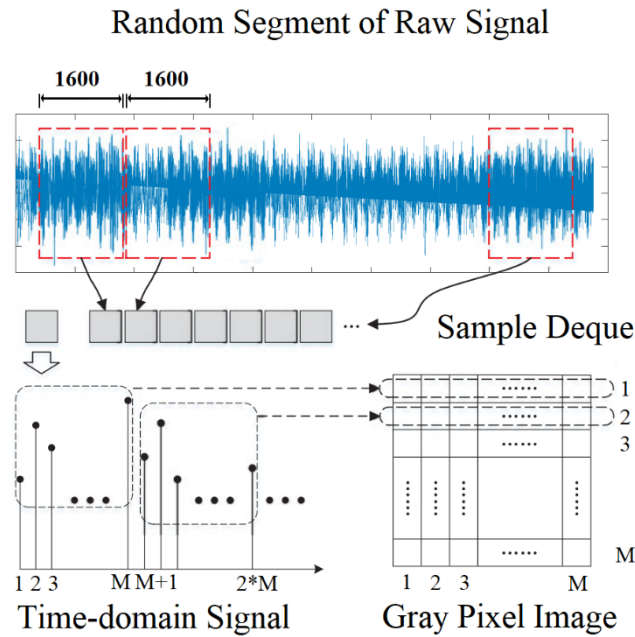 Random Segment of Raw Signal
1600 1600
...
Sample Deque
...... 1
...... 2
...... 3
......
...... M
1 2 3 M M+1 2*M
1 2 3 M
Time-domain Signal
Gray Pixel Image